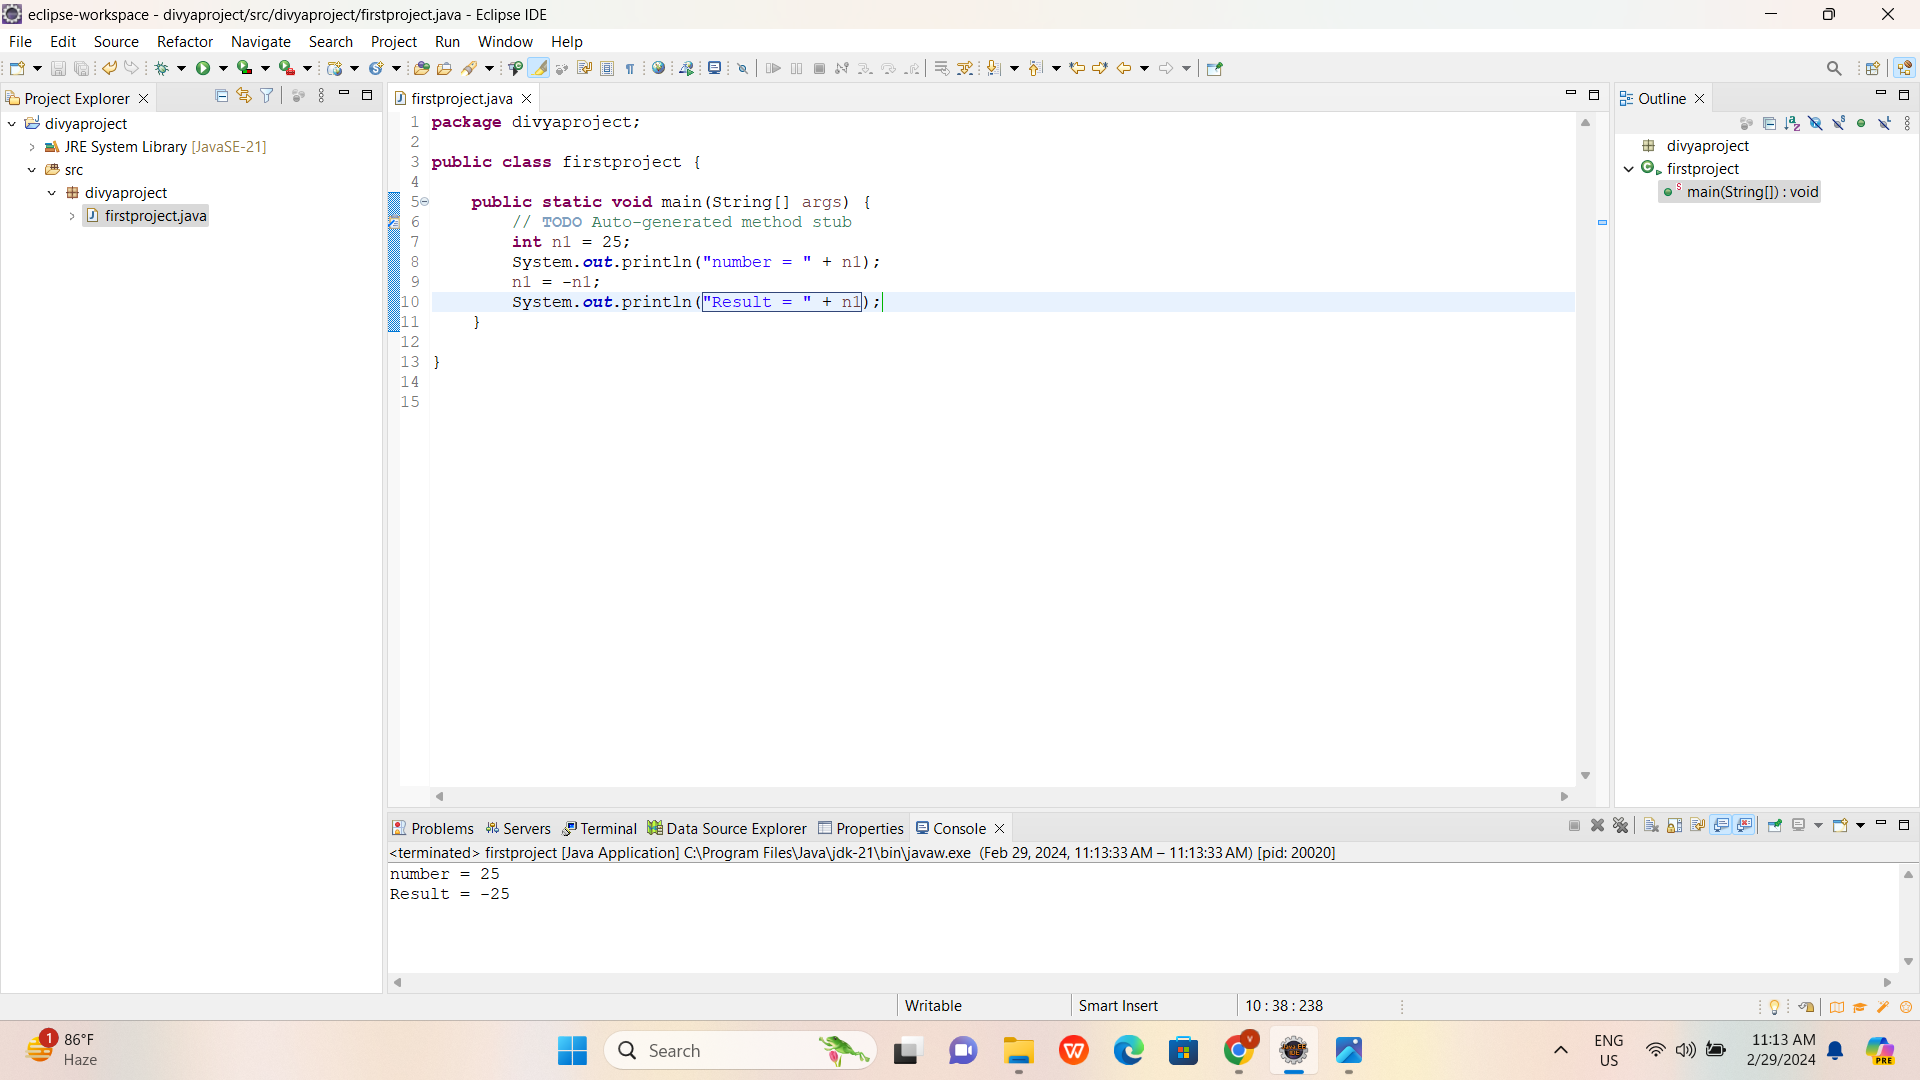 eclipse-workspace - divyaproject/src/divyaproject/firstproject.java - Eclipse IDE
File Edit Source Refactor Navigate Search Project Run Window Help
Project Explorer
divyaproject
JRE System Library [JavaSE-21]
src
divyaproject
firstproject.java
firstproject.java
1 package divyaproject;
2
3 public class firstproject {
4
5 public static void main(String[] args) {
6 // TODO Auto-generated method stub
7 int n1 = 25;
8 System.out.println("number = " + n1);
9 n1 = -n1;
10 System.out.println("Result = " + n1);
11 }
12
13 }
14
15
Outline
divyaproject
firstproject
main(String[]) : void
Problems Servers Terminal Data Source Explorer Properties Console
<terminated> firstproject [Java Application] C:\Program Files\Java\jdk-21\bin\javaw.exe (Feb 29, 2024, 11:13:33 AM – 11:13:33 AM) [pid: 20020]
number = 25
Result = -25
Writable Smart Insert 10 : 38 : 238
1
86°F
Haze
Search
ENG
US
11:13 AM
2/29/2024
PRE